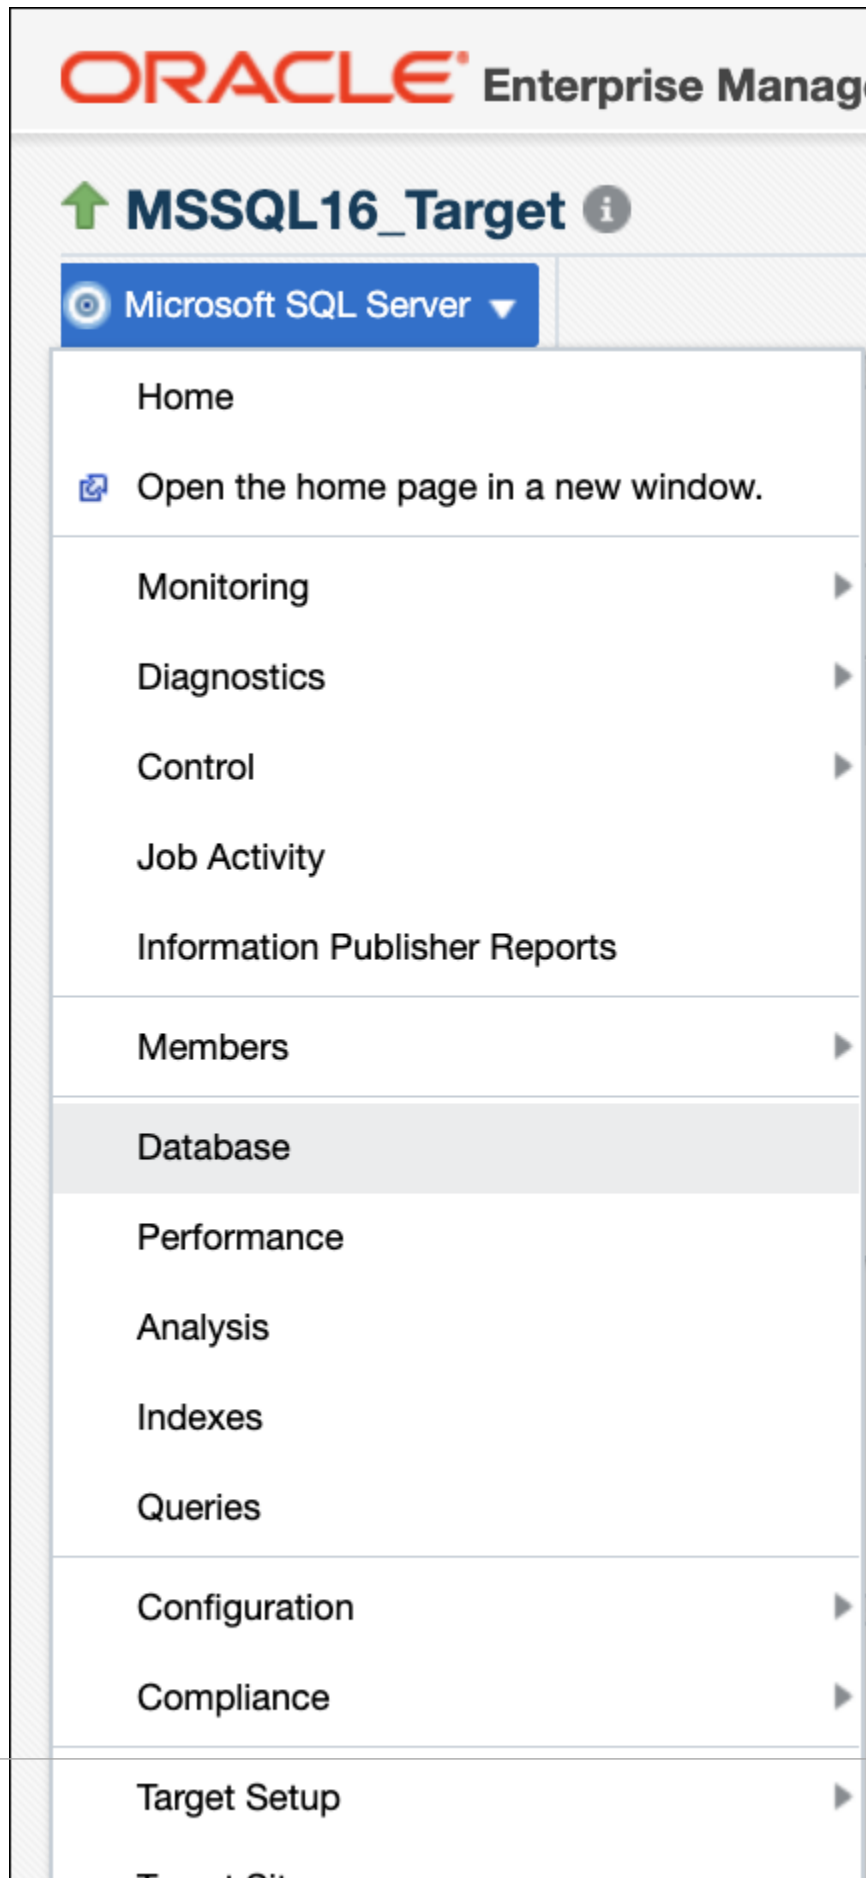 ORACLE Enterprise Manag
MSSQL16_Target
Microsoft SQL Server
Home
Open the home page in a new window.
Monitoring
Diagnostics
Control
Job Activity
Information Publisher Reports
Members
Database
Performance
Analysis
Indexes
Queries
Configuration
Compliance
Target Setup